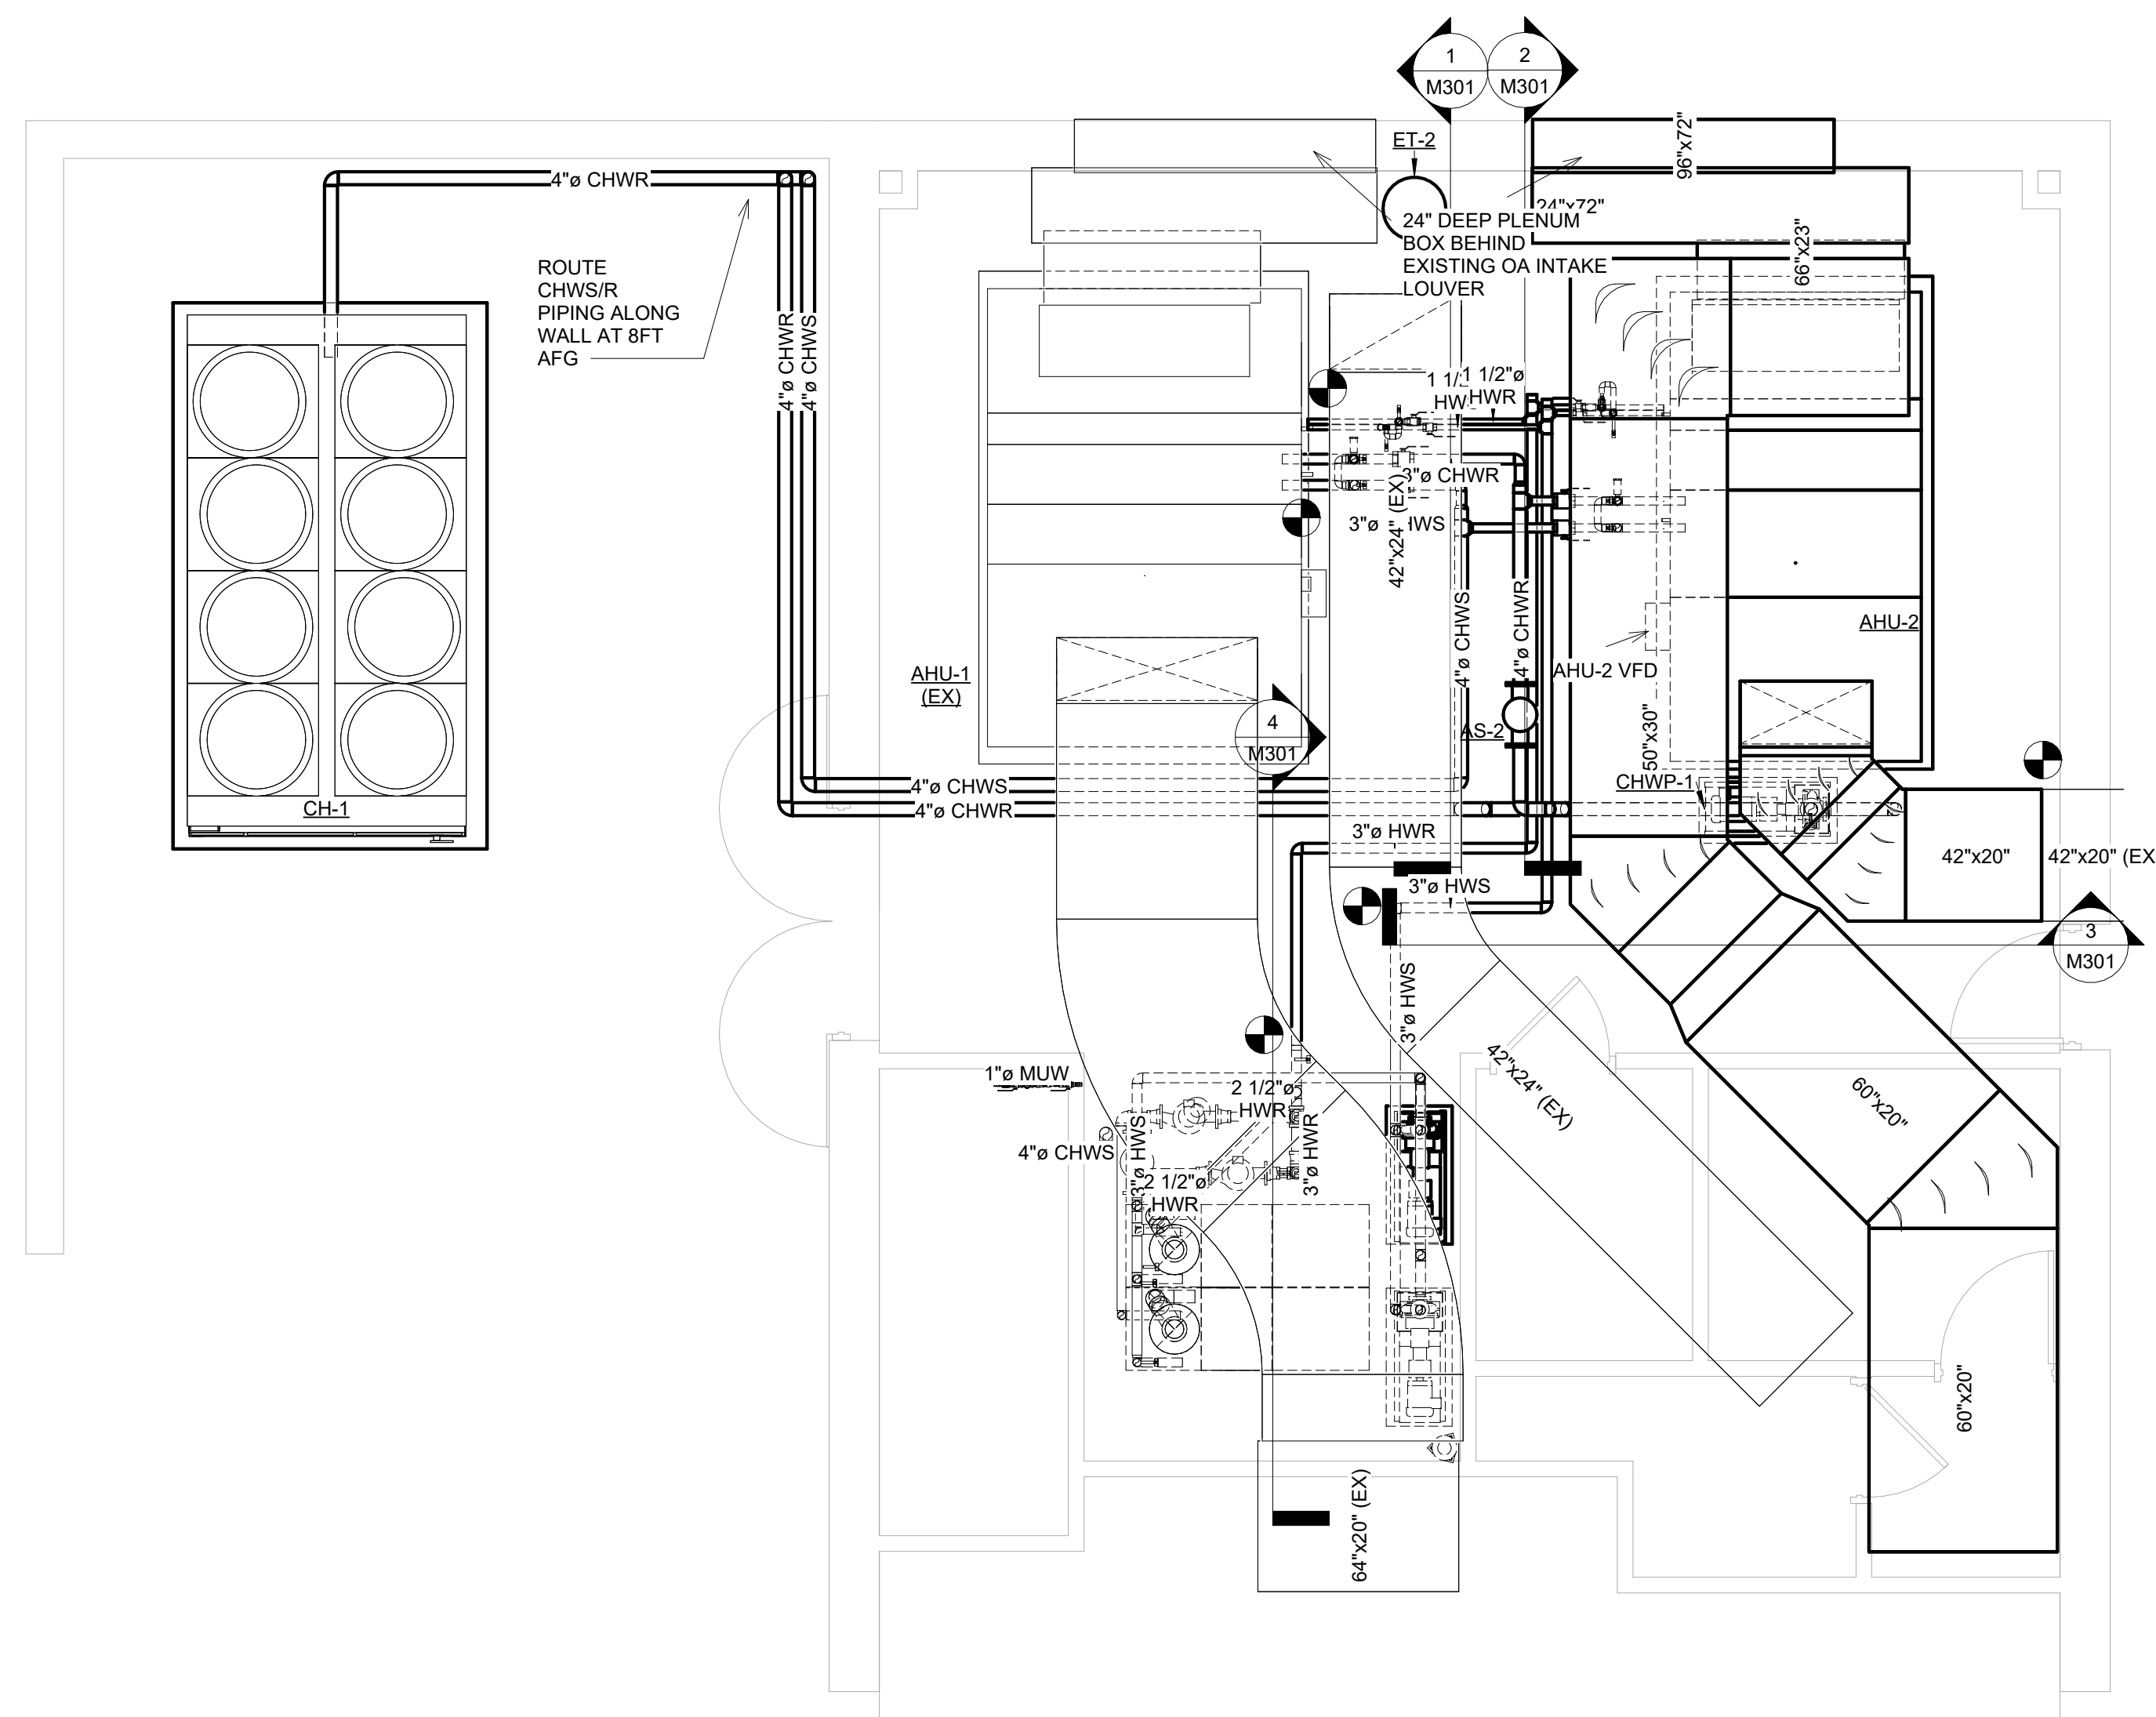 1
M301
2
M301
ET-2
96"x72"
24"x72"
24" DEEP PLENUM
BOX BEHIND
EXISTING OA INTAKE
LOUVER
66"x23"
4"ø CHWR
ROUTE
CHWS/R
PIPING ALONG
WALL AT 8FT
AFG
4"ø CHWR
4"ø CHWS
1 1/2"ø
HWR
3"ø CHWR
42"x24" (EX)
4"ø CHWS
4"ø CHWR
AHU-2
AHU-2 VFD
AHU-1
(EX)
4
M301
AS-2
50"x30"
CHWP-1
CH-1
4"ø CHWS
4"ø CHWR
3"ø HWR
42"x20"
42"x20" (EX
3"ø HWS
3
M301
3"ø HWS
42"x24" (EX)
1"ø MUW
2 1/2"ø
HWR
60"x20"
4"ø CHWS
3"ø HWS
3"ø HWR
2 1/2"ø
HWR
60"x20"
64"x20" (EX)